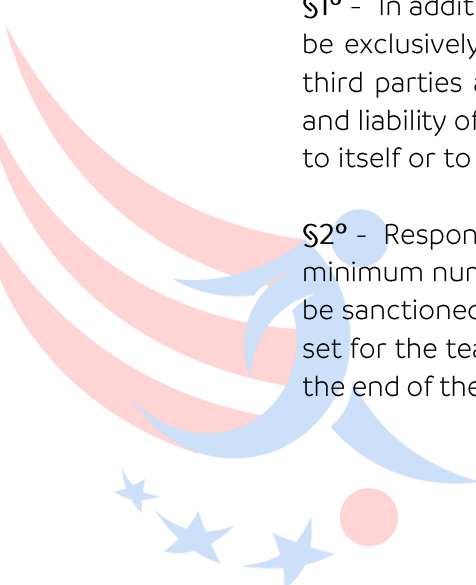 §1º - In addit
be exclusively
third parties
and liability of
to itself or to
§2º - Respon
minimum num
be sanctioned
set for the tea
the end of the